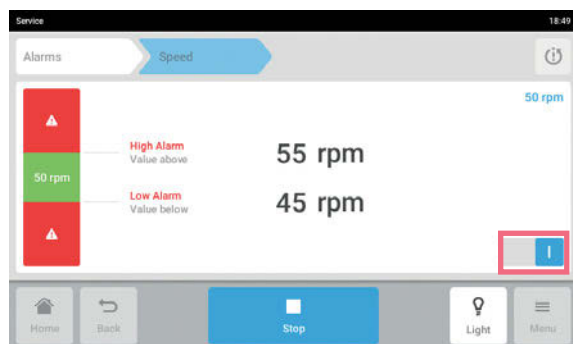 Service 18:49
Alarms Speed
50 rpm
High Alarm
Value above
55 rpm
50 rpm
Low Alarm
Value below
45 rpm
I
Home Back Stop Light Menu